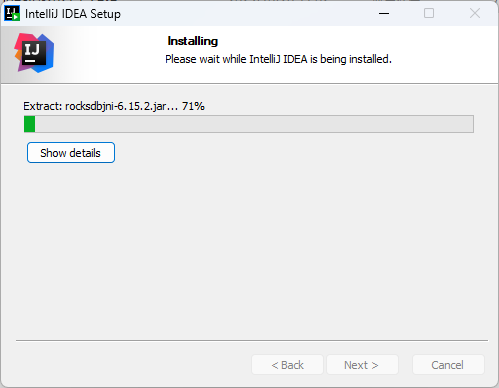 IntelliJ IDEA Setup
Installing
Please wait while IntelliJ IDEA is being installed.
Extract: rocksdbjni-6.15.2.jar... 71%
Show details
< Back
Next >
Cancel
IJ